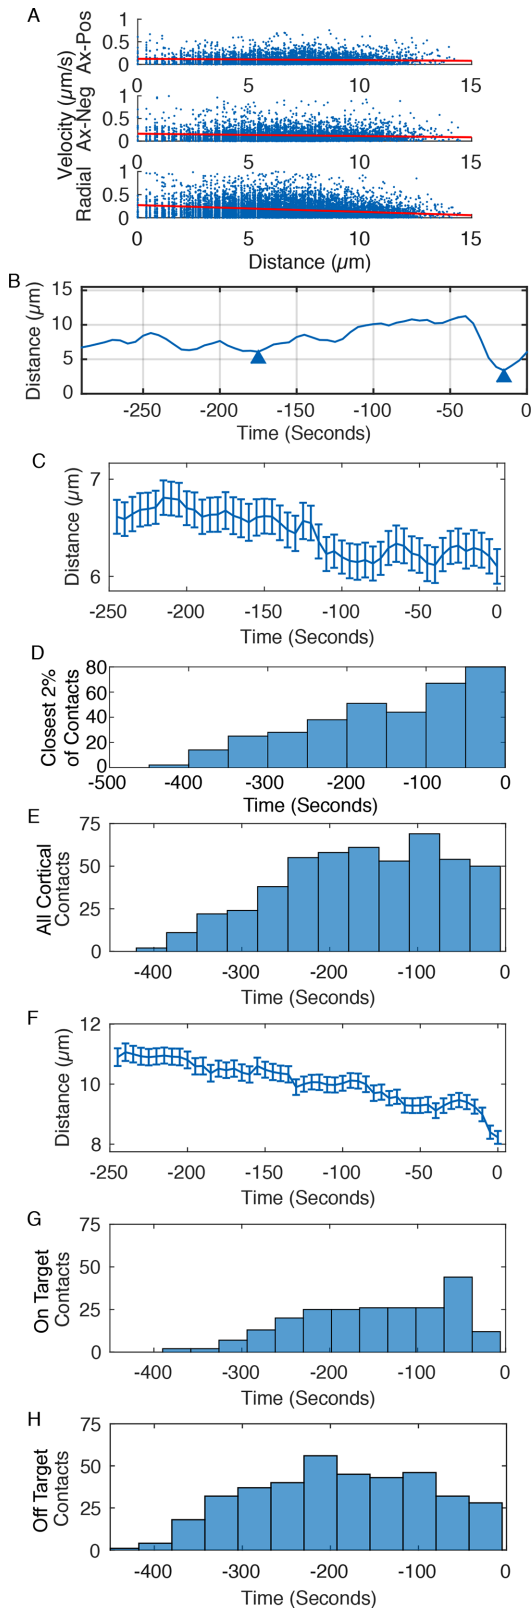 A
Velocity (µm/s)
Ax-Pos
1
0.5
0
0 5 10 15
Ax-Neg
1
0.5
0
0 5 10 15
Radial
1
0.5
0
0 5 10 15
Distance (µm)
B
Distance (µm)
15
10
5
0
-250 -200 -150 -100 -50 0
Time (Seconds)
C
Distance (µm)
7
6
-250 -200 -150 -100 -50 0
Time (Seconds)
D
Closest 2%
of Contacts
80
60
40
20
0
-500 -400 -300 -200 -100 0
Time (Seconds)
E
All Cortical
Contacts
75
50
25
0
-400 -300 -200 -100 0
Time (Seconds)
F
Distance (µm)
12
10
8
-250 -200 -150 -100 -50 0
Time (Seconds)
G
On Target
Contacts
75
50
25
0
-400 -300 -200 -100 0
Time (Seconds)
H
Off Target
Contacts
75
50
25
0
-400 -300 -200 -100 0
Time (Seconds)